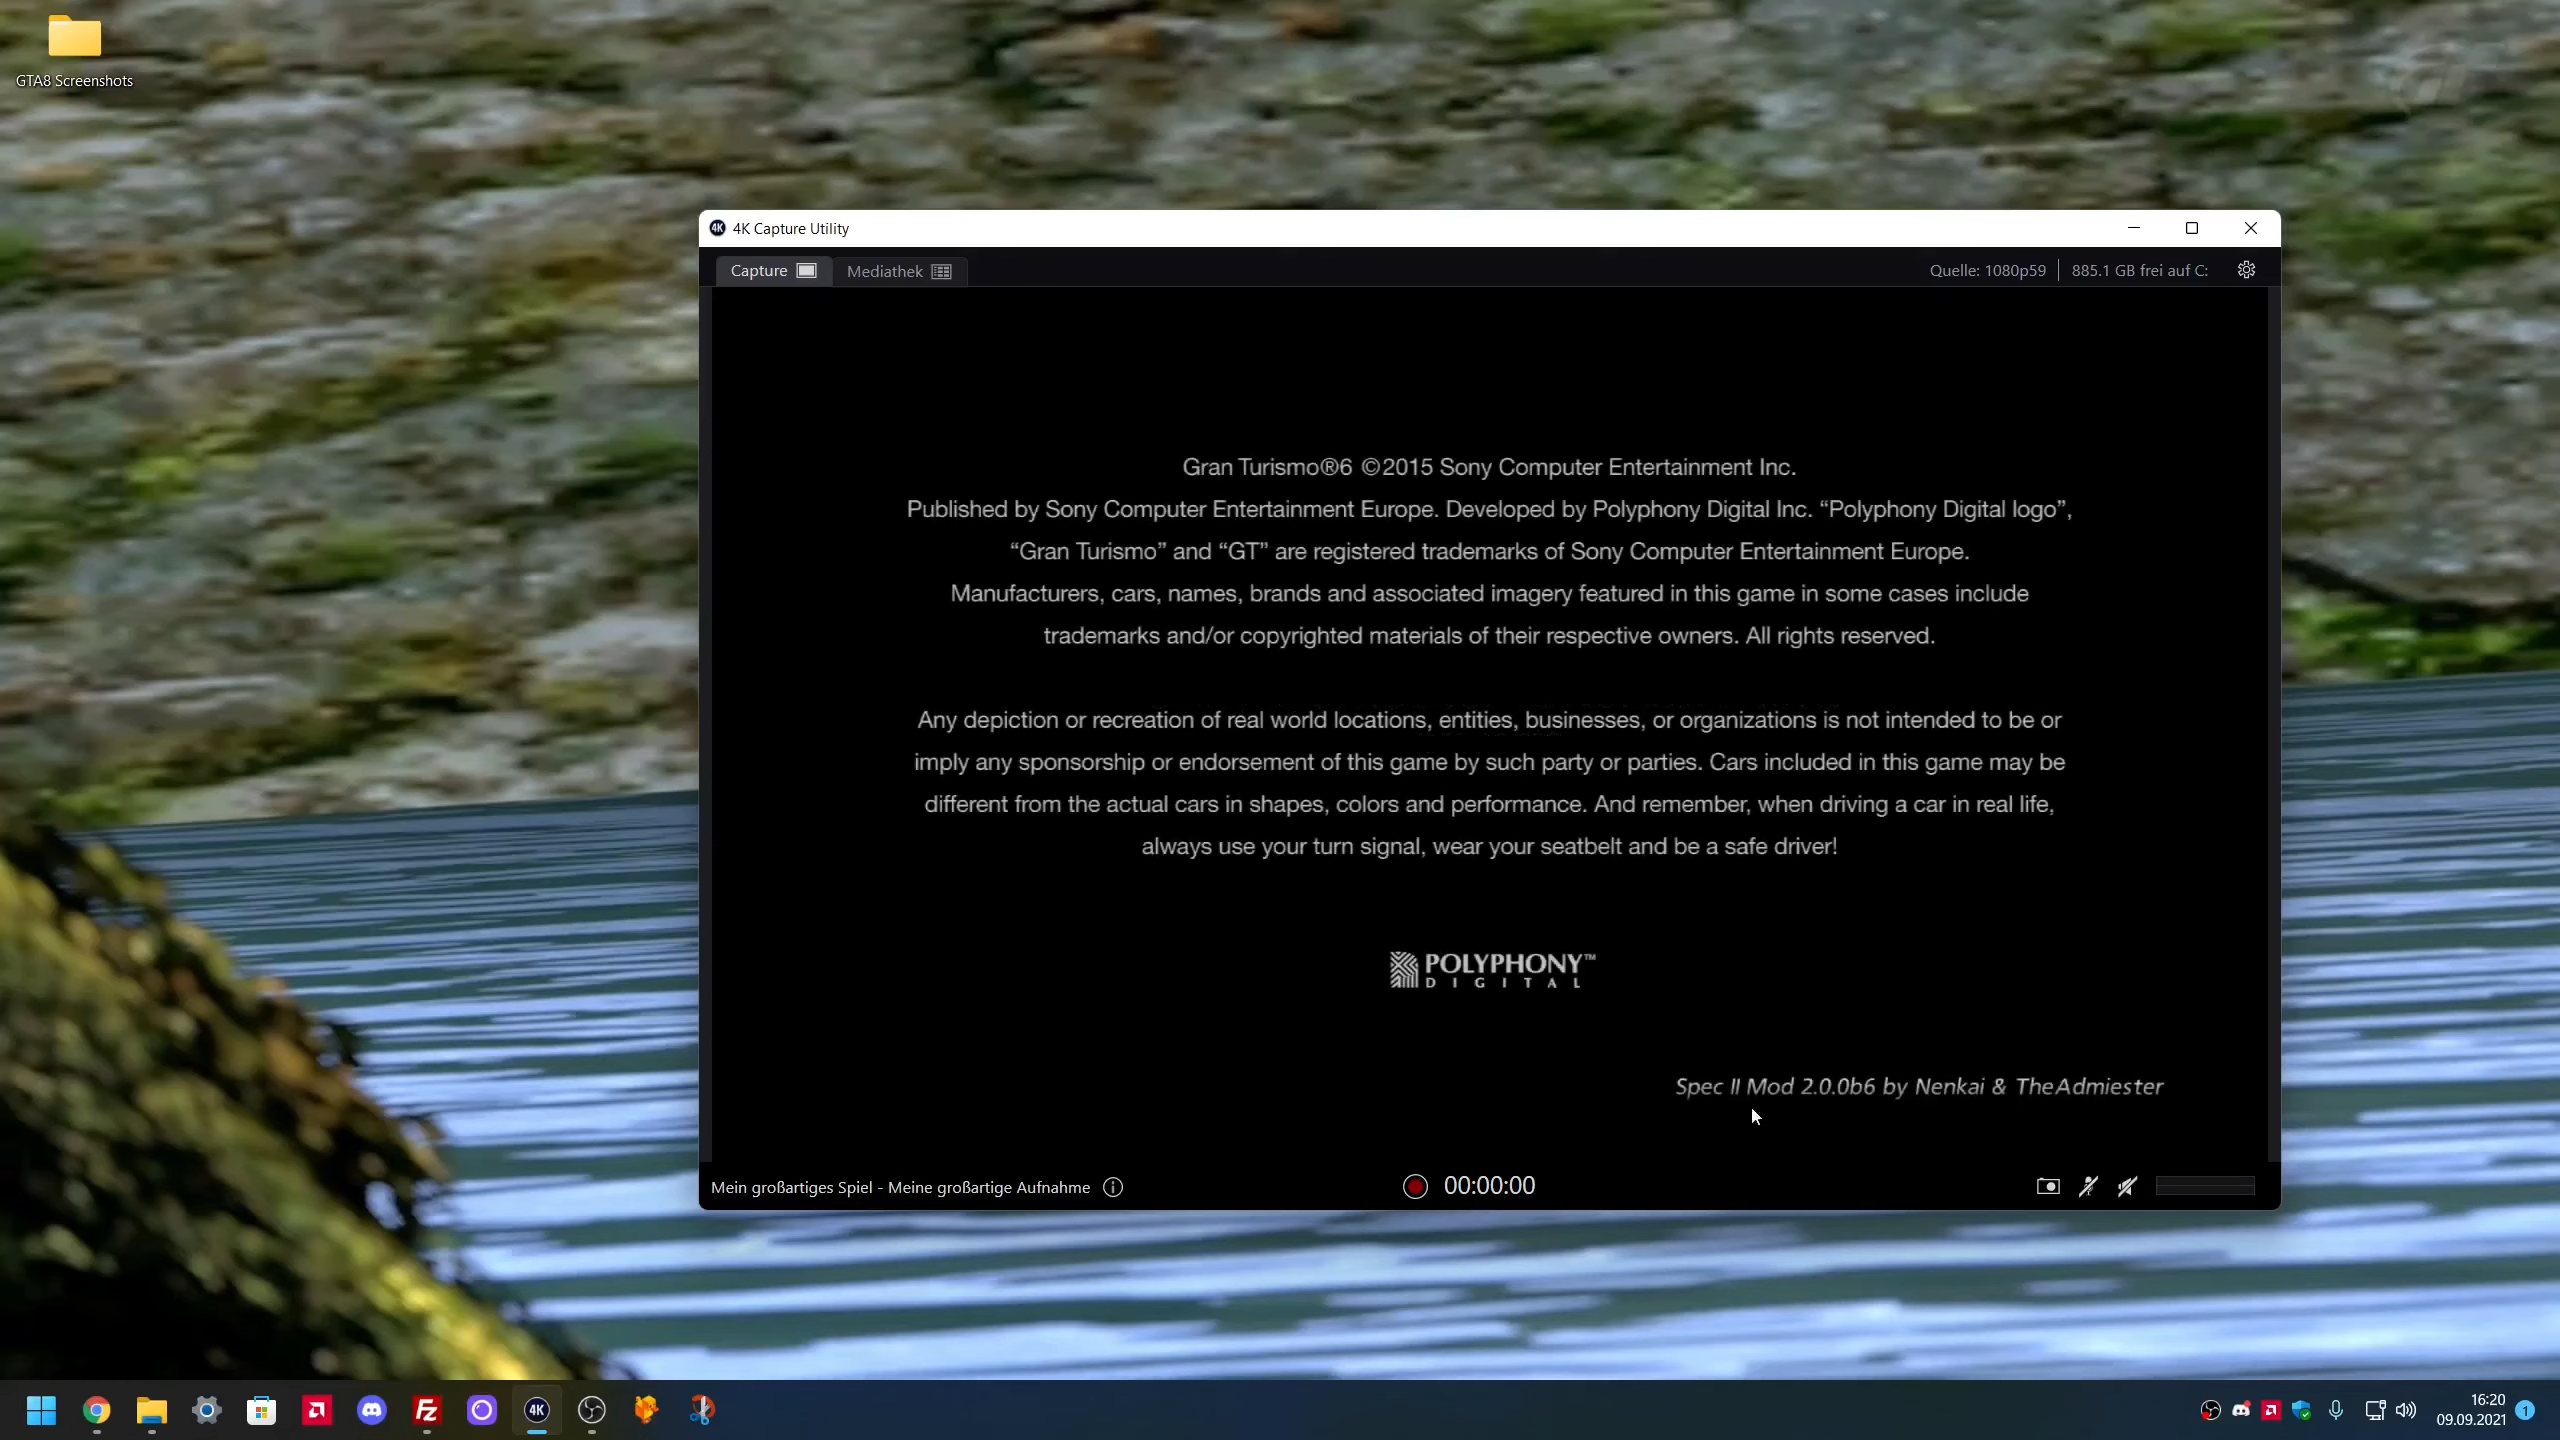 GTA8 Screenshots
4K Capture Utility
Capture
Mediathek
Quelle: 1080p59
885.1 GB frei auf C:
Gran Turismo®6 ©2015 Sony Computer Entertainment Inc.
Published by Sony Computer Entertainment Europe. Developed by Polyphony Digital Inc. “Polyphony Digital logo”,
“Gran Turismo” and “GT” are registered trademarks of Sony Computer Entertainment Europe.
Manufacturers, cars, names, brands and associated imagery featured in this game in some cases include
trademarks and/or copyrighted materials of their respective owners. All rights reserved.
Any depiction or recreation of real world locations, entities, businesses, or organizations is not intended to be or
imply any sponsorship or endorsement of this game by such party or parties. Cars included in this game may be
different from the actual cars in shapes, colors and performance. And remember, when driving a car in real life,
always use your turn signal, wear your seatbelt and be a safe driver!
POLYPHONY™
DIGITAL
Spec II Mod 2.0.0b6 by Nenkai & TheAdmiester
Mein großartiges Spiel - Meine großartige Aufnahme
00:00:00
4K
16:20
09.09.2021
1